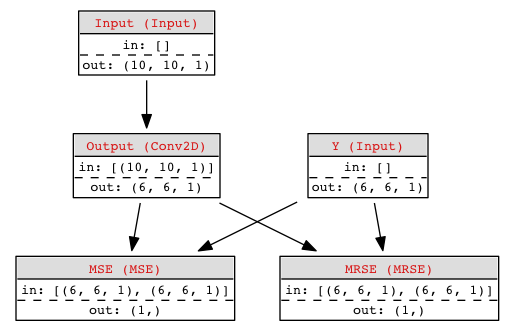 Input (Input)
in: []
out: (10, 10, 1)
Output (Conv2D)
in: [(10, 10, 1)]
out: (6, 6, 1)
Y (Input)
in: []
out: (6, 6, 1)
MSE (MSE)
in: [(6, 6, 1), (6, 6, 1)]
out: (1,)
MRSE (MRSE)
in: [(6, 6, 1), (6, 6, 1)]
out: (1,)